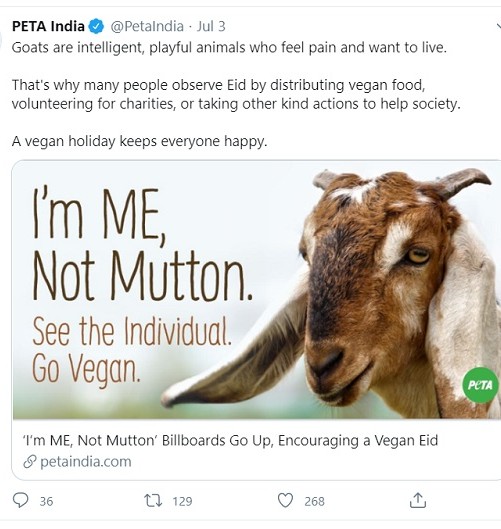 PETA India @PetaIndia · Jul 3
Goats are intelligent, playful animals who feel pain and want to live.
That's why many people observe Eid by distributing vegan food,
volunteering for charities, or taking other kind actions to help society.
A vegan holiday keeps everyone happy.
I'm ME,
Not Mutton.
See the Individual.
Go Vegan.
PETA
'I'm ME, Not Mutton' Billboards Go Up, Encouraging a Vegan Eid
petaindia.com
36 129 268